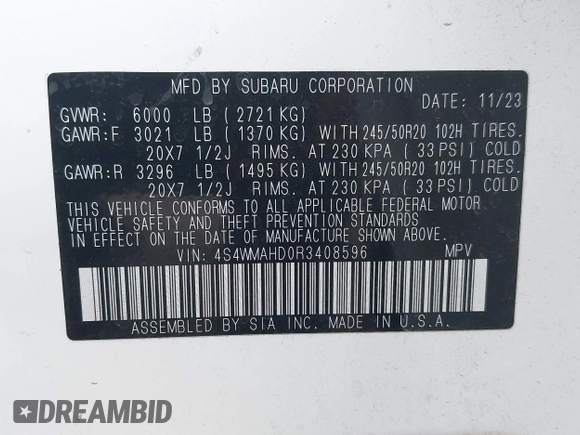 MFD BY SUBARU CORPORATION
DATE: 11/23
GVWR: 6000 LB (2721 KG)
GAWR:F 3021 LB (1370 KG) WITH 245/50R20 102H TIRES.
20X7 1/2J RIMS. AT 230 KPA (33 PSI) COLD
GAWR:R 3296 LB (1495 KG) WITH 245/50R20 102H TIRES.
20X7 1/2J RIMS. AT 230 KPA (33 PSI) COLD
THIS VEHICLE CONFORMS TO ALL APPLICABLE FEDERAL MOTOR
VEHICLE SAFETY AND THEFT PREVENTION STANDARDS
IN EFFECT ON THE DATE OF MANUFACTURE SHOWN ABOVE.
VIN: 4S4WMAHD0R3408596 MPV
ASSEMBLED BY SIA INC. MADE IN U.S.A.
DREAMBID